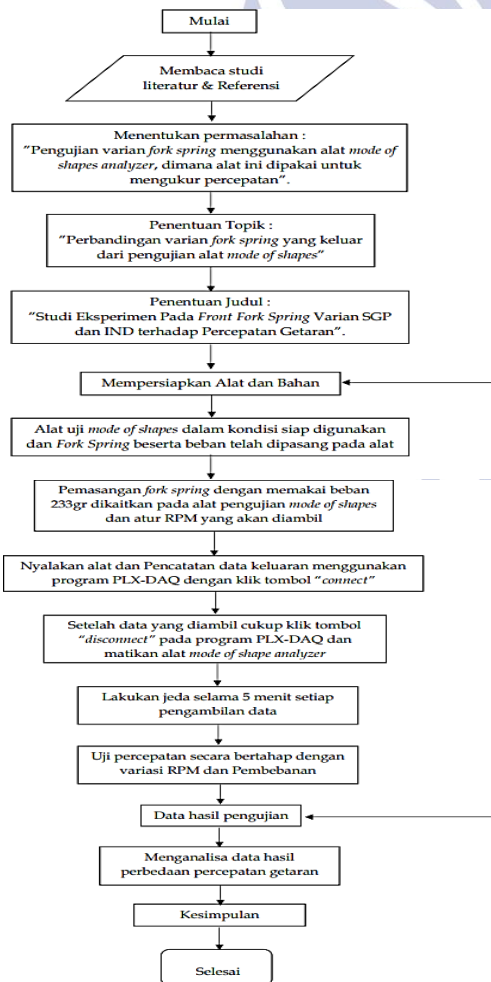 Mulai
Membaca studi
literatur & Referensi
Menentukan permasalahan :
"Pengujian varian fork spring menggunakan alat mode of
shapes analyzer, dimana alat ini dipakai untuk
mengukur percepatan".
Penentuan Topik :
"Perbandingan varian fork spring yang keluar
dari pengujian alat mode of shapes"
Penentuan Judul :
"Studi Eksperimen Pada Front Fork Spring Varian SGP
dan IND terhadap Percepatan Getaran".
Mempersiapkan Alat dan Bahan
Alat uji mode of shapes dalam kondisi siap digunakan
dan Fork Spring beserta beban telah dipasang pada alat
Pemasangan fork spring dengan memakai beban
233gr dikaitkan pada alat pengujian mode of shapes
dan atur RPM yang akan diambil
Nyalakan alat dan Pencatatan data keluaran menggunakan
program PLX-DAQ dengan klik tombol "connect"
Setelah data yang diambil cukup klik tombol
"disconnect" pada program PLX-DAQ dan
matikan alat mode of shape analyzer
Lakukan jeda selama 5 menit setiap
pengambilan data
Uji percepatan secara bertahap dengan
variasi RPM dan Pembebanan
Data hasil pengujian
Menganalisa data hasil
perbedaan percepatan getaran
Kesimpulan
Selesai